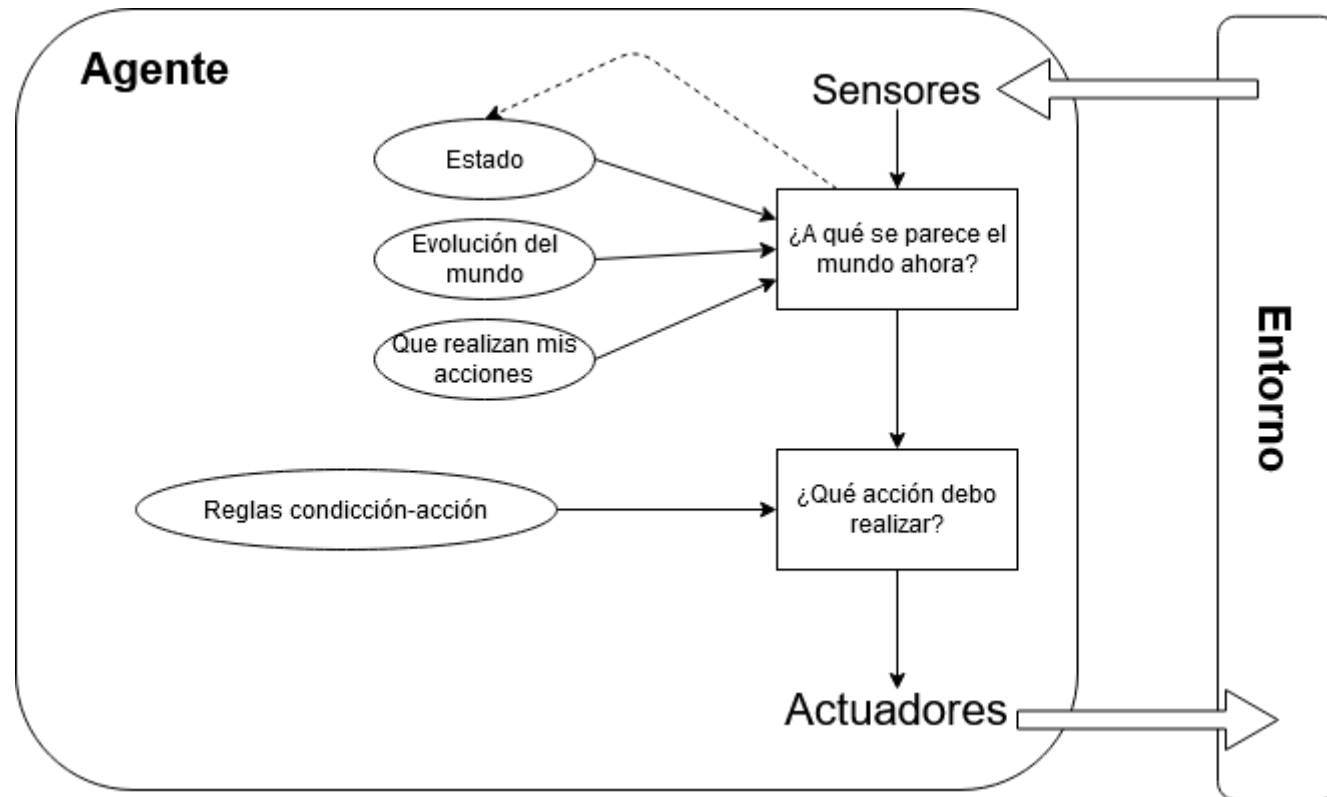 Agente
Sensores
Estado
¿A qué se parece el
mundo ahora?
Evolución del
mundo
Que realizan mis
acciones
Entorno
Reglas condicción-acción
¿Qué acción debo
realizar?
Actuadores